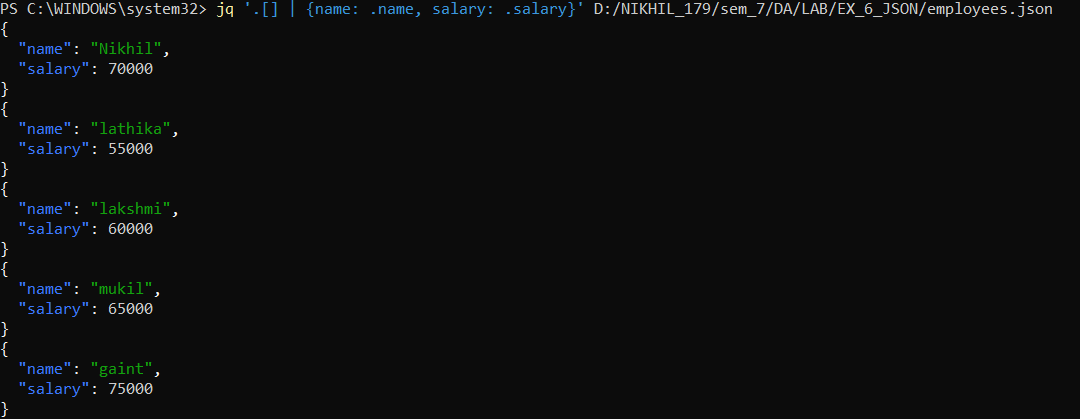 PS C:\WINDOWS\system32> jq '.[] | {name: .name, salary: .salary}' D:/NIKHIL_179/sem_7/DA/LAB/EX_6_JSON/employees.json
{
  "name": "Nikhil",
  "salary": 70000
}
{
  "name": "lathika",
  "salary": 55000
}
{
  "name": "lakshmi",
  "salary": 60000
}
{
  "name": "mukil",
  "salary": 65000
}
{
  "name": "gaint",
  "salary": 75000
}